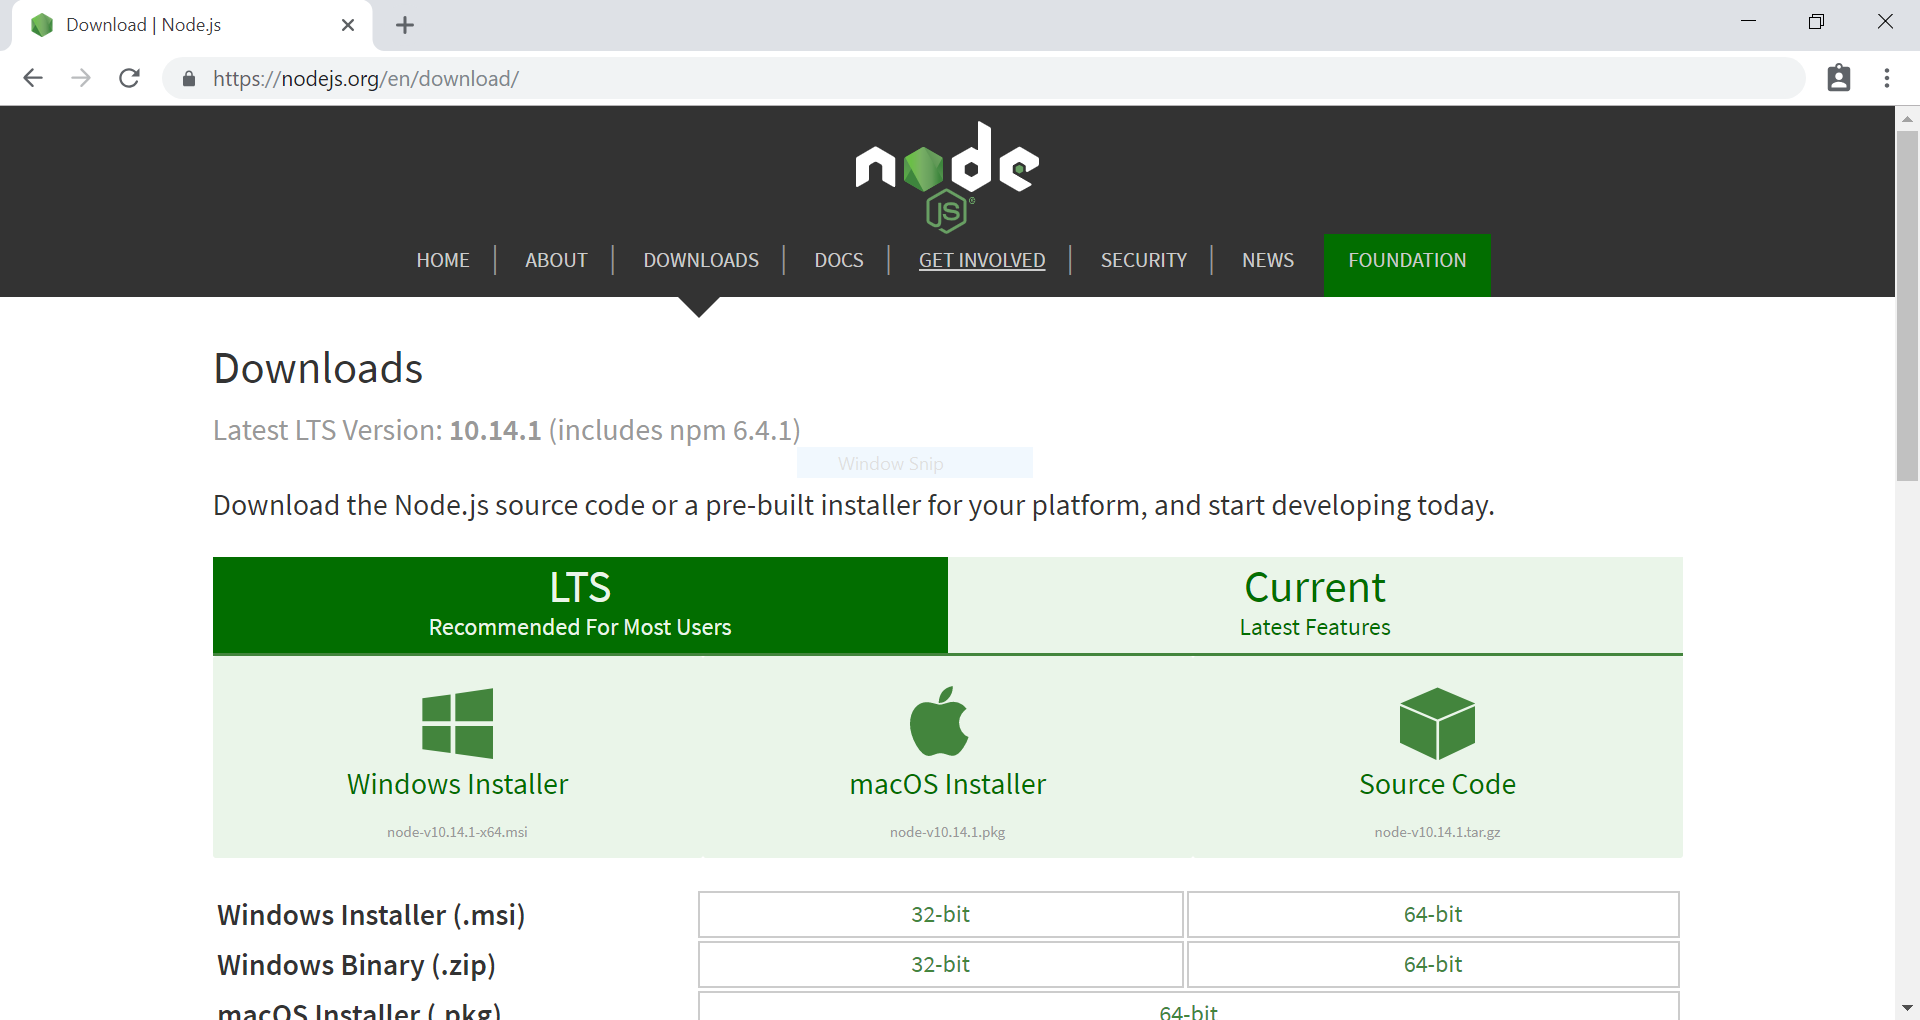 Download | Node.js
https://nodejs.org/en/download/
node
JS®
HOME | ABOUT | DOWNLOADS | DOCS | GET INVOLVED | SECURITY | NEWS FOUNDATION
Downloads
Latest LTS Version: 10.14.1 (includes npm 6.4.1)
Window Snip
Download the Node.js source code or a pre-built installer for your platform, and start developing today.
LTS
Recommended For Most Users
Current
Latest Features
Windows Installer
node-v10.14.1-x64.msi
macOS Installer
node-v10.14.1.pkg
Source Code
node-v10.14.1.tar.gz
Windows Installer (.msi) 32-bit 64-bit
Windows Binary (.zip) 32-bit 64-bit
macOS Installer (.pkg) 64-bit